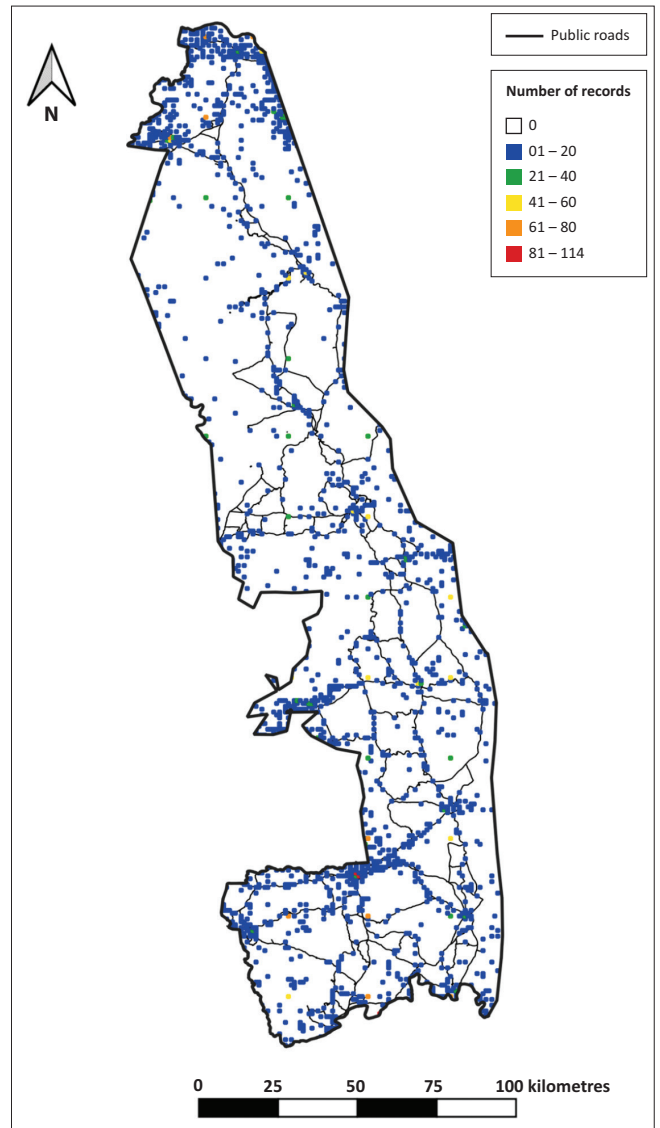 Public roads
N
Number of records
0
01 – 20
21 – 40
41 – 60
61 – 80
81 – 114
0 25 50 75 100 kilometres